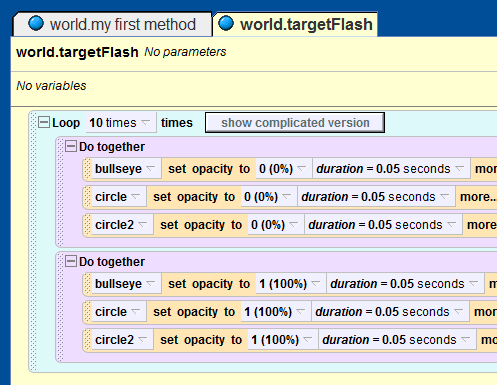 world.my first method world.targetFlash
world.targetFlash No parameters
No variables
Loop 10 times times show complicated version
Do together
bullseye set opacity to 0 (0%) duration = 0.05 seconds mor
circle set opacity to 0 (0%) duration = 0.05 seconds more...
circle2 set opacity to 0 (0%) duration = 0.05 seconds more
Do together
bullseye set opacity to 1 (100%) duration = 0.05 seconds m
circle set opacity to 1 (100%) duration = 0.05 seconds mo
circle2 set opacity to 1 (100%) duration = 0.05 seconds mo